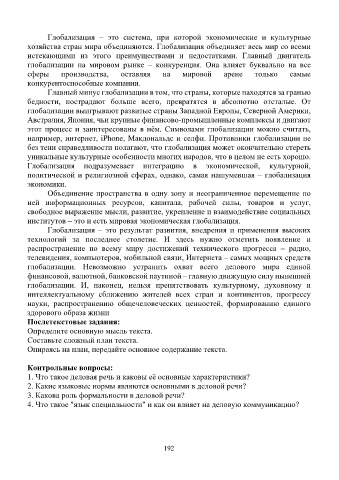 Глобализация – это система, при которой экономические и культурные
хозяйства стран мира объединяются. Глобализация объединяет весь мир со всеми
истекающими из этого преимуществами и недостатками. Главный двигатель
глобализации на мировом рынке – конкуренция. Она влияет буквально на все
сферы производства, оставляя на мировой арене только самые
конкурентоспособные компании.
Главный минус глобализации в том, что страны, которые находятся за гранью
бедности, пострадают больше всего, превратятся в абсолютно отсталые. От
глобализации выигрывают развитые страны Западной Европы, Северной Америки,
Австралия, Япония, чьи крупные финансово-промышленные комплексы и двигают
этот процесс и заинтересованы в нём. Символами глобализации можно считать,
например, интернет, iPhone, Макдональдс и селфи. Противники глобализации не
без тени справедливости полагают, что глобализация может окончательно стереть
уникальные культурные особенности многих народов, что в целом не есть хорошо.
Глобализация подразумевает интеграцию в экономической, культурной,
политической и религиозной сферах, однако, самая нашумевшая – глобализация
экономики.
Объединение пространства в одну зону и неограниченное перемещение по
ней информационных ресурсов, капитала, рабочей силы, товаров и услуг,
свободное выражение мысли, развитие, укрепление и взаимодействие социальных
институтов – это и есть мировая экономическая глобализация.
Глобализация – это результат развития, внедрения и применения высоких
технологий за последнее столетие. И здесь нужно отметить появление и
распространение по всему миру достижений технического прогресса – радио,
телевидения, компьютеров, мобильной связи, Интернета – самых мощных средств
глобализации. Невозможно устранить охват всего делового мира единой
финансовой, валютной, банковской паутиной – главную движущую силу нынешней
глобализации. И, наконец, нельзя препятствовать культурному, духовному и
интеллектуальному сближению жителей всех стран и континентов, прогрессу
науки, распространению общечеловеческих ценностей, формированию единого
здорового образа жизни
Послетекстовые задания:
Определите основную мысль текста.
Составьте сложный план текста.
Опираясь на план, передайте основное содержание текста.
Контрольные вопросы:
1. Что такое деловая речь и каковы её основные характеристики?
2. Какие языковые нормы являются основными в деловой речи?
3. Какова роль формальности в деловой речи?
4. Что такое "язык специальности" и как он влияет на деловую коммуникацию?
192